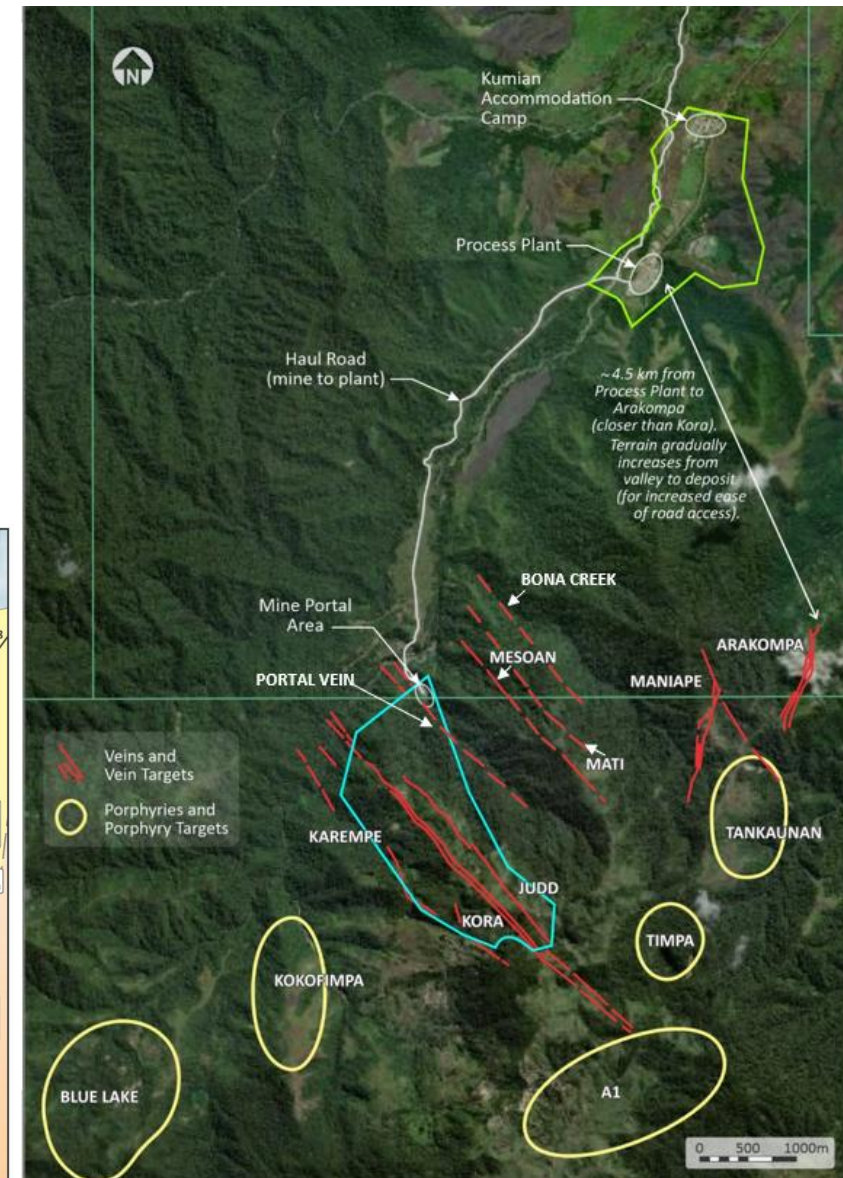 N
Kumian
Accommodation
Camp
Process Plant
Haul Road
(mine to plant)
~4.5 km from
Process Plant to
Arakompa
(closer than Kora).
Terrain gradually
increases from
valley to deposit
(for increased ease
of road access).
BONA CREEK
Mine Portal
Area
MESOAN
ARAKOMPA
PORTAL VEIN
MANIAPE
MATI
Veins and
Vein Targets
Porphyries and
Porphyry Targets
TANKAUNAN
KAREMPE
JUDD
KORA
TIMPA
KOKOFIMPA
BLUE LAKE
A1
0 500 1000m